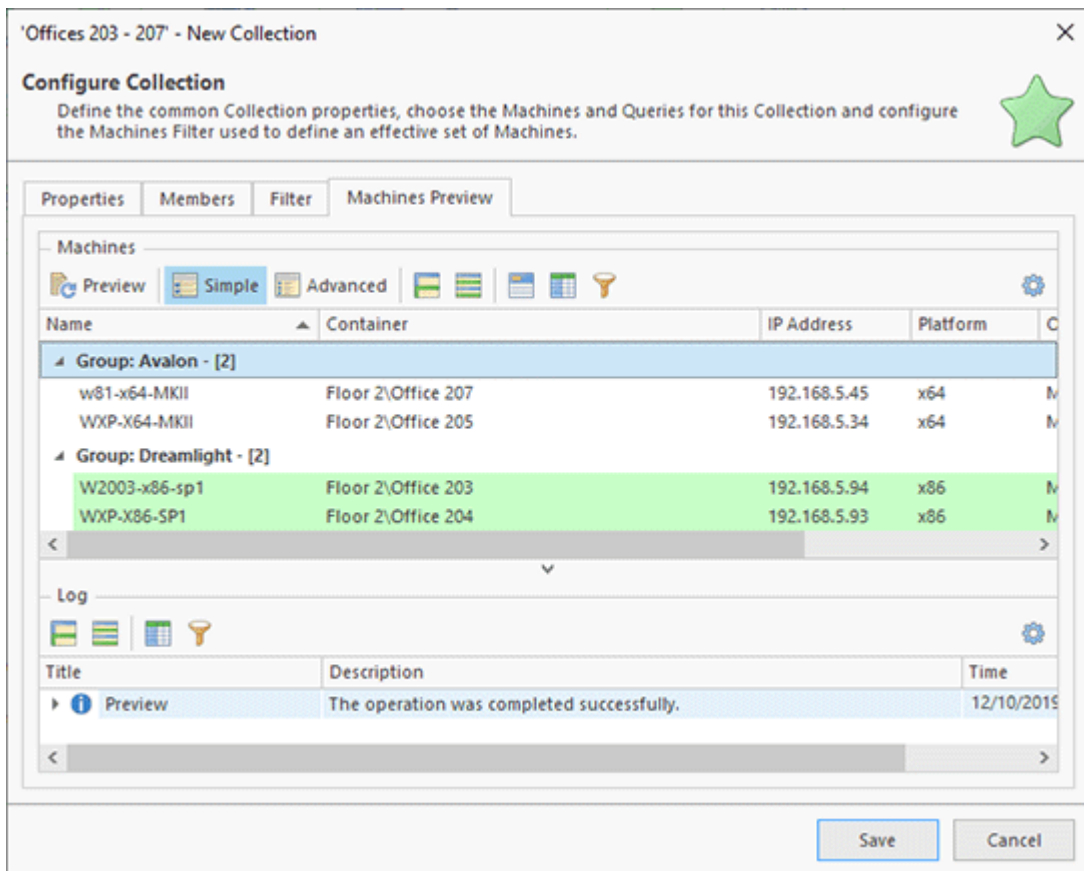 'Offices 203 - 207' - New Collection
Configure Collection
Define the common Collection properties, choose the Machines and Queries for this Collection and configure
the Machines Filter used to define an effective set of Machines.
Properties Members Filter Machines Preview
Machines
Preview Simple Advanced
Name Container IP Address Platform C
Group: Avalon - [2]
w81-x64-MKII Floor 2\Office 207 192.168.5.45 x64 M
WXP-X64-MKII Floor 2\Office 205 192.168.5.34 x64 M
Group: Dreamlight - [2]
W2003-x86-sp1 Floor 2\Office 203 192.168.5.94 x86 M
WXP-X86-SP1 Floor 2\Office 204 192.168.5.93 x86 M
Log
Title Description Time
Preview The operation was completed successfully. 12/10/2019
Save Cancel